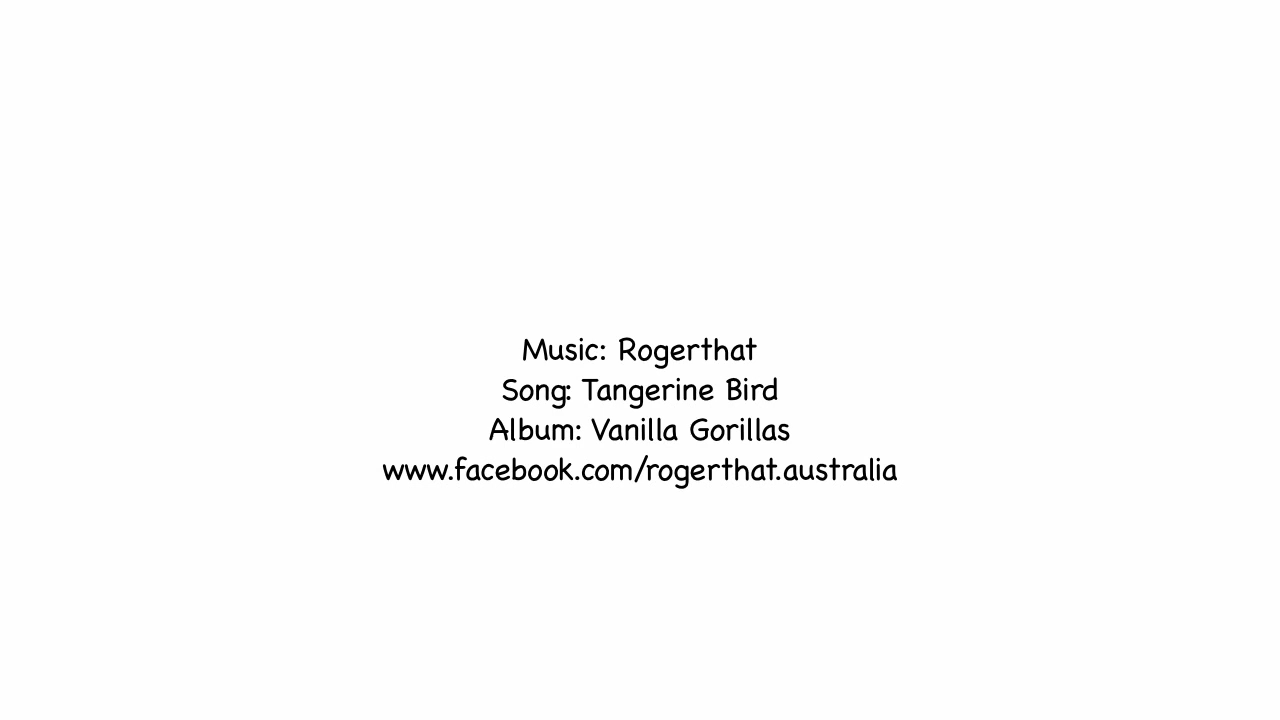 Music: Rogerthat
Song: Tangerine Bird
Album: Vanilla Gorillas
www.facebook.com/rogerthat.australia